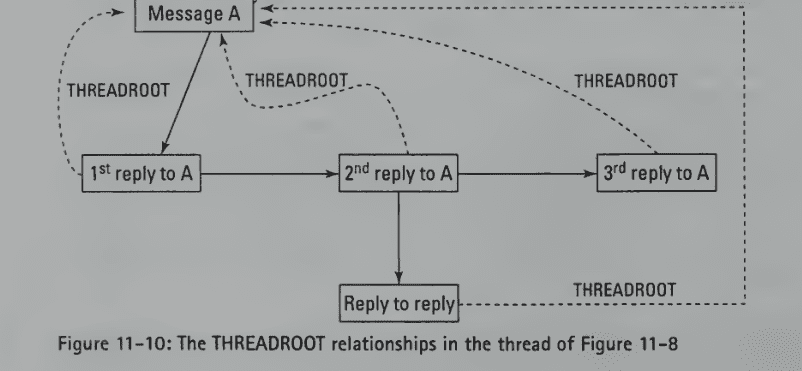 Message A
THREADROOT
THREADROOT
THREADROOT
1st reply to A
2nd reply to A
3rd reply to A
Reply to reply
THREADROOT
Figure 11-10: The THREADROOT relationships in the thread of Figure 11-8